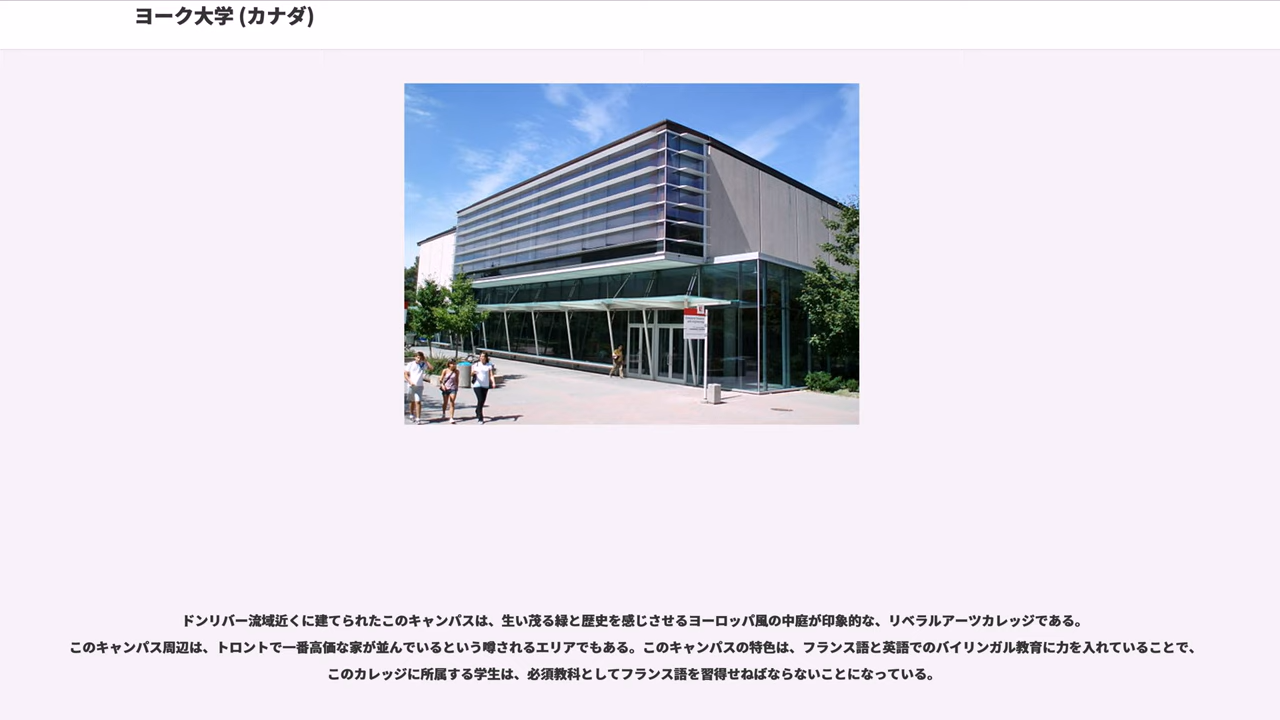 ヨーク大学 (カナダ)
ドンリバー流域近くに建てられたこのキャンパスは、生い茂る緑と歴史を感じさせるヨーロッパ風の中庭が印象的な、リベラルアーツカレッジである。
このキャンパス周辺は、トロントで一番高価な家が並んでいるという噂されるエリアでもある。このキャンパスの特色は、フランス語と英語でのバイリンガル教育に力を入れていることで、
このカレッジに所属する学生は、必須教科としてフランス語を習得せねばならないことになっている。